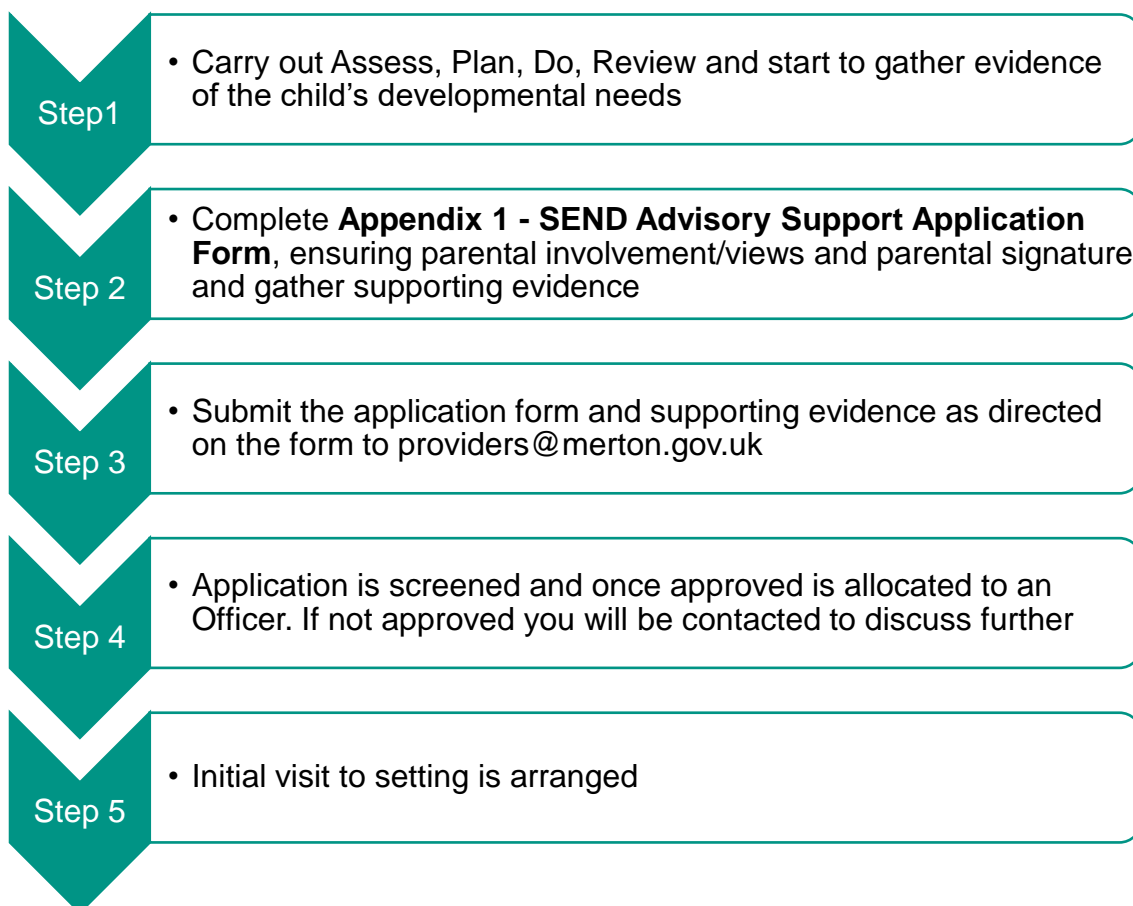 Step1
• Carry out Assess, Plan, Do, Review and start to gather evidence
of the child's developmental needs
Step 2
• Complete Appendix 1 - SEND Advisory Support Application
Form, ensuring parental involvement/views and parental signature
and gather supporting evidence
Step 3
• Submit the application form and supporting evidence as directed
on the form to providers@merton.gov.uk
Step 4
• Application is screened and once approved is allocated to an
Officer. If not approved you will be contacted to discuss further
Step 5
• Initial visit to setting is arranged